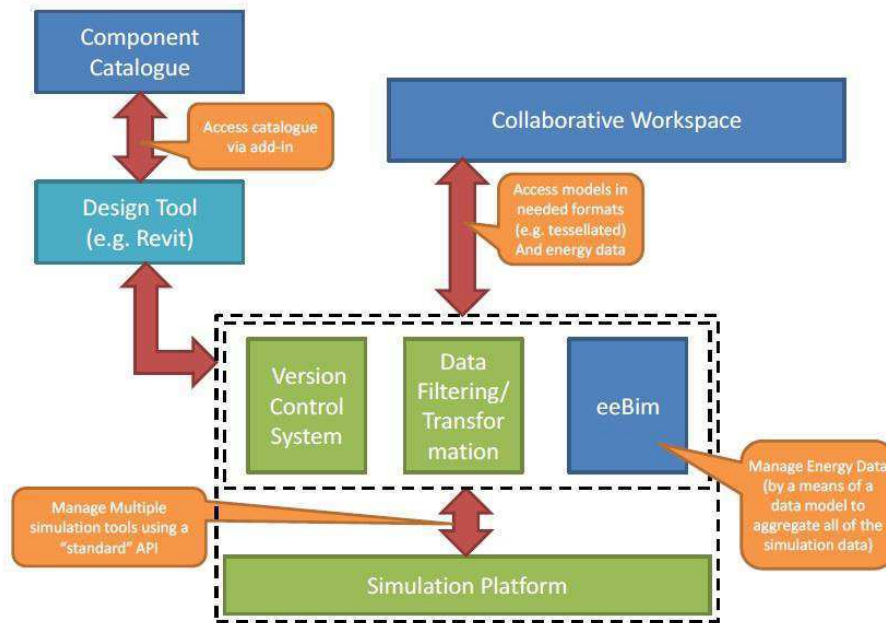 Component
Catalogue
Access catalogue
via add-in
Collaborative Workspace
Design Tool
(e.g. Revit)
Access models in
needed formats
(e.g. tessellated)
And energy data
Version
Control
System
Data
Filtering/
Transfor
mation
eeBim
Manage Energy Data
(by a means of a
data model to
aggregate all of the
simulation data)
Manage Multiple
simulation tools using a
“standard” API
Simulation Platform